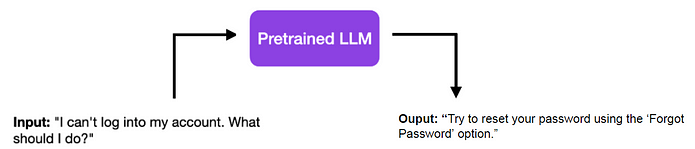 Pretrained LLM
Input: "I can't log into my account. What
should I do?"
Ouput: “Try to reset your password using the ‘Forgot
Password’ option.”